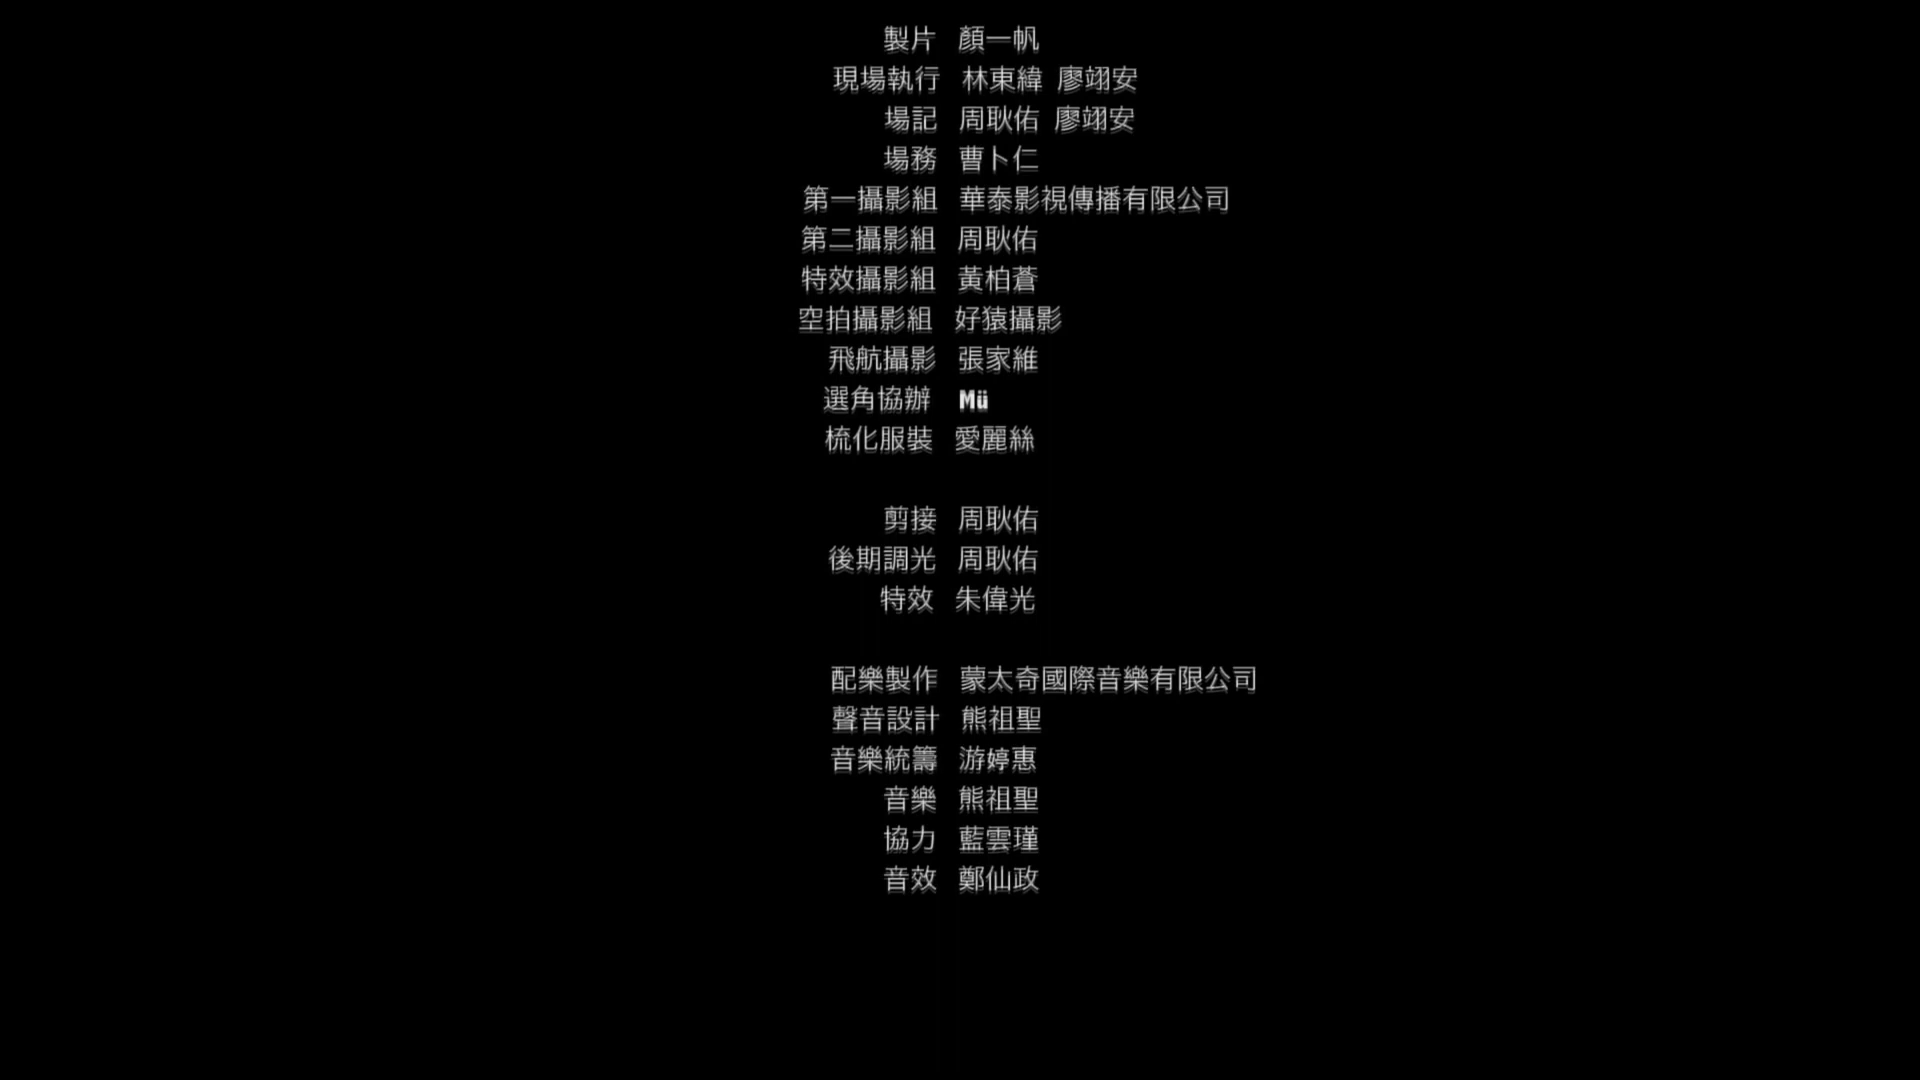 製片 顏一帆
現場執行 林東緯 廖翊安
場記 周耿佑 廖翊安
場務 曹卜仁
第一攝影組 華泰影視傳播有限公司
第二攝影組 周耿佑
特效攝影組 黃柏蒼
空拍攝影組 好猿攝影
飛航攝影 張家維
選角協辦 Mü
梳化服裝 愛麗絲
剪接 周耿佑
後期調光 周耿佑
特效 朱偉光
配樂製作 蒙太奇國際音樂有限公司
聲音設計 熊祖聖
音樂統籌 游婷惠
音樂 熊祖聖
協力 藍雲瑾
音效 鄭仙政